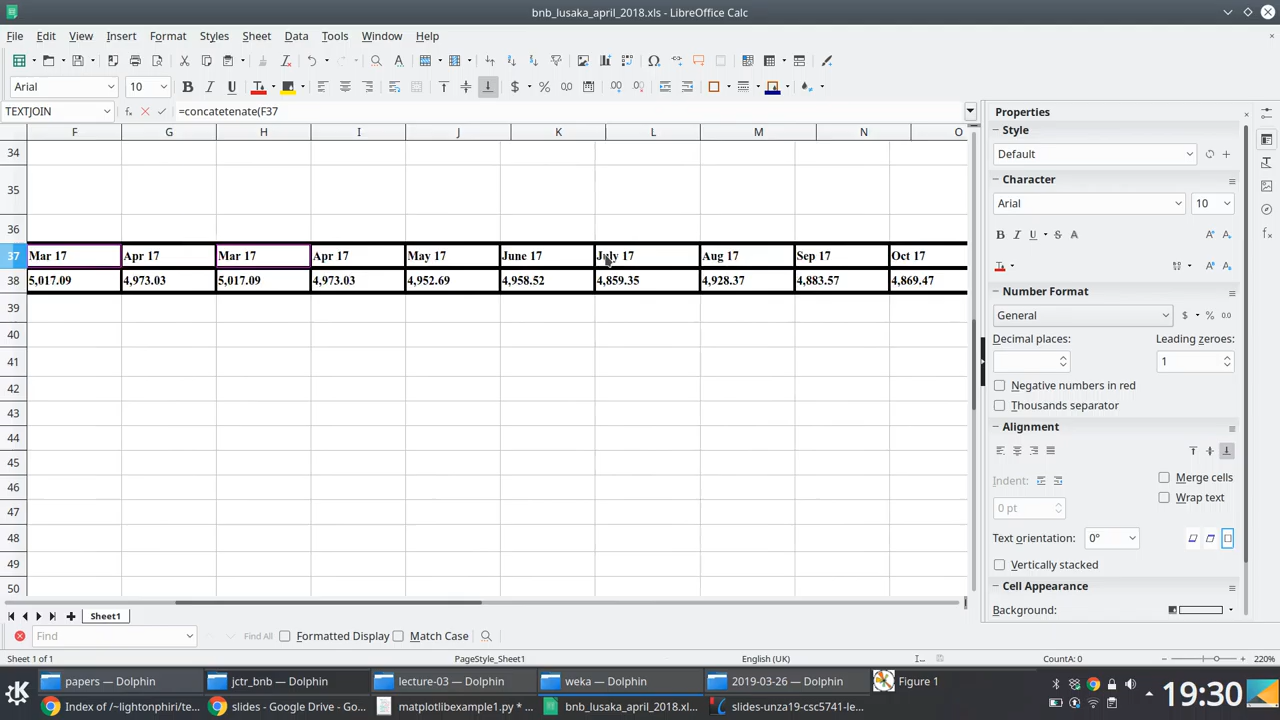 bnb_lusaka_april_2018.xls - LibreOffice Calc
File Edit View Insert Format Styles Sheet Data Tools Window Help
Arial 10
TEXTJOIN =concatetenate(F37
Properties
F G H I J K L M N O
Style
34
Default
35
Character
Arial 10
36
37 Mar 17 Apr 17 Mar 17 Apr 17 May 17 June 17 July 17 Aug 17 Sep 17 Oct 17
38 5,017.09 4,973.03 5,017.09 4,973.03 4,952.69 4,958.52 4,859.35 4,928.37 4,883.57 4,869.47
Number Format
39
General
40
Decimal places: Leading zeroes:
41
1
42
Negative numbers in red
43
Thousands separator
44
Alignment
45
46
Indent: Merge cells
47
Wrap text
0 pt
48
Text orientation: 0°
49
Vertically stacked
50
Cell Appearance
Background:
Sheet1
Find Find All Formatted Display Match Case
Sheet 1 of 1 PageStyle_Sheet1 English (UK) CountA: 0 220%
papers — Dolphin jctr_bnb — Dolphin lecture-03 — Dolphin weka — Dolphin 2019-03-26 — Dolphin Figure 1
Index of /~lightonphiri/te... slides - Google Drive - Go... matplotlibexample1.py * ... bnb_lusaka_april_2018.xl... slides-unza19-csc5741-le...
19:30